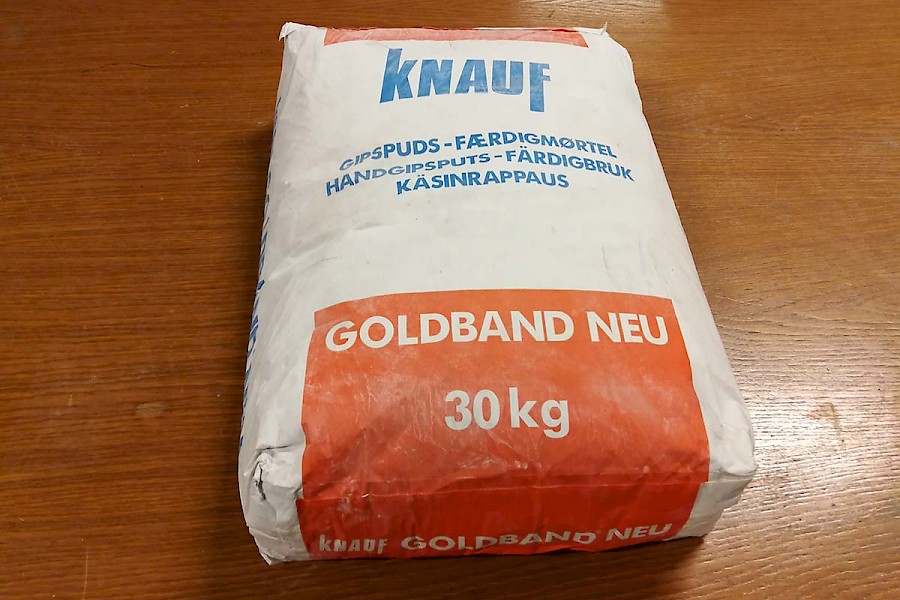 KNAUF
GIPSPUDS-FÆRDIGMØRTEL
HANDGIPSPUTS-FÄRDIGBRUK
KÄSINRAPPAUS
GOLDBAND NEU
30 kg
KNAUF GOLDBAND NEU